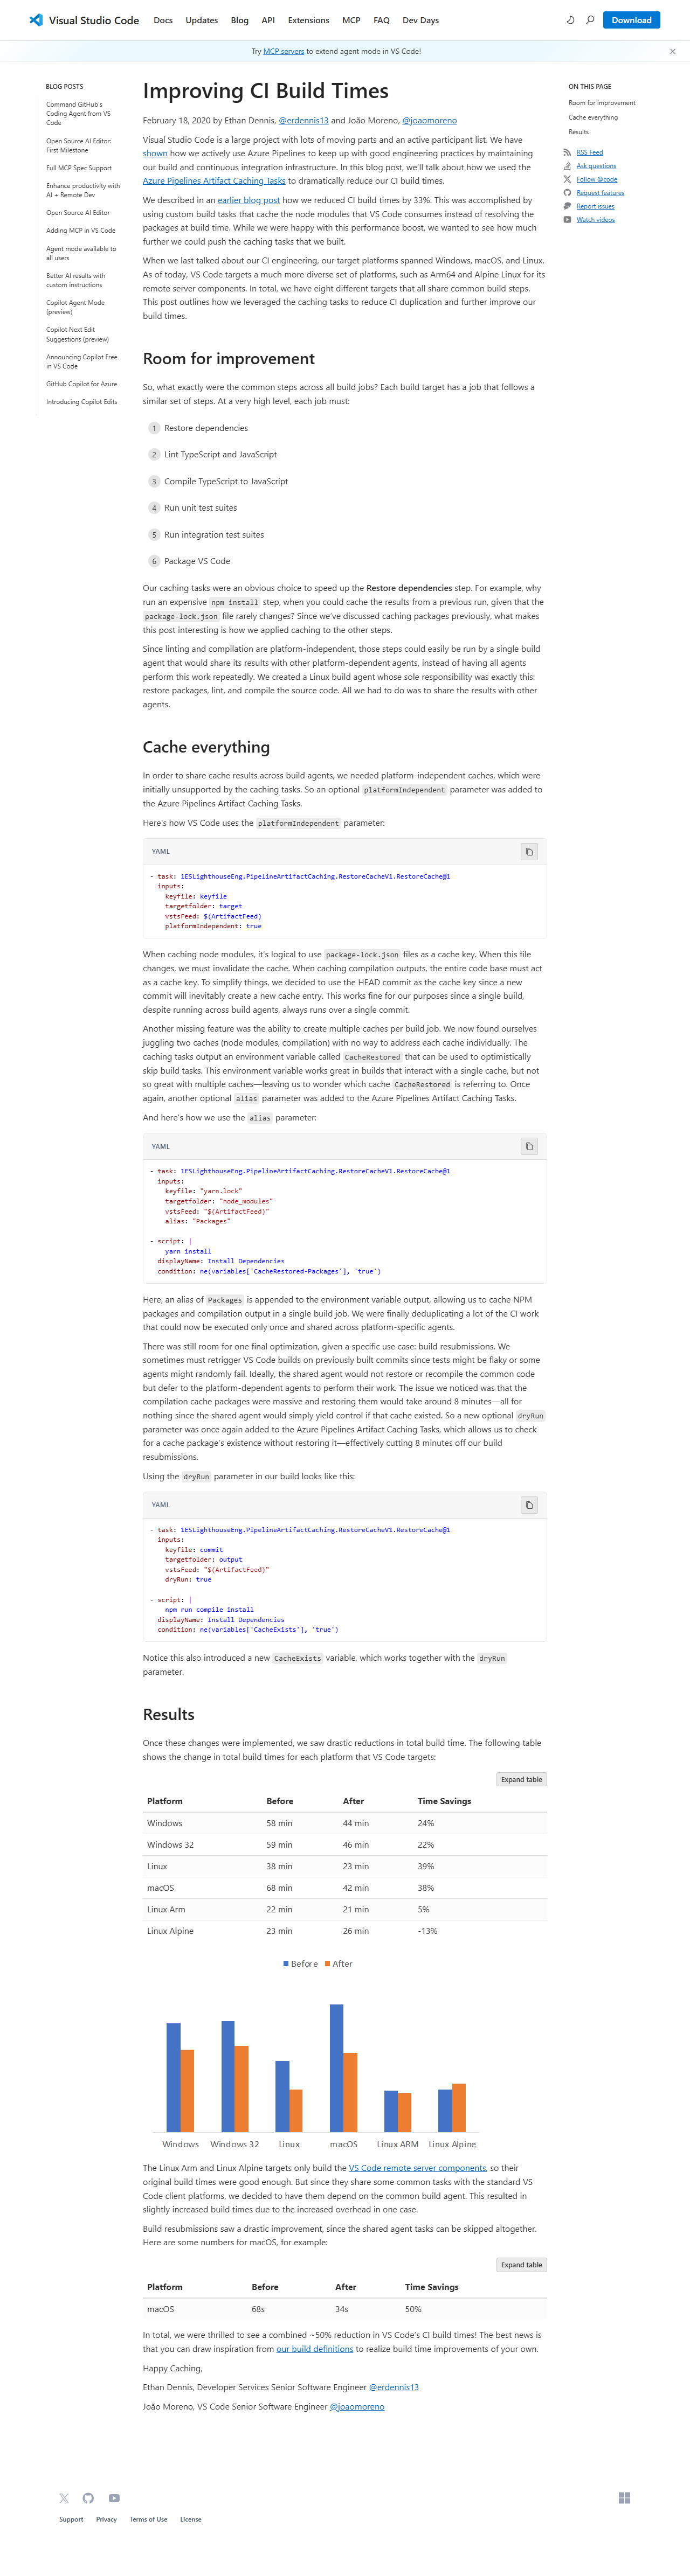 Visual Studio Code Docs Updates Blog API Extensions MCP FAQ Dev Days Download
Try MCP servers to extend agent mode in VS Code!
BLOG POSTS
Command GitHub's
Coding Agent from VS
Code
Open Source AI Editor:
First Milestone
Full MCP Spec Support
Enhance productivity with
AI + Remote Dev
Open Source AI Editor
Adding MCP in VS Code
Agent mode available to
all users
Better AI results with
custom instructions
Copilot Agent Mode
(preview)
Copilot Next Edit
Suggestions (preview)
Announcing Copilot Free
in VS Code
GitHub Copilot for Azure
Introducing Copilot Edits
Improving CI Build Times
February 18, 2020 by Ethan Dennis, @erdennis13 and João Moreno, @joaomoreno
Visual Studio Code is a large project with lots of moving parts and an active participant list. We have
shown how we actively use Azure Pipelines to keep up with good engineering practices by maintaining
our build and continuous integration infrastructure. In this blog post, we'll talk about how we used the
Azure Pipelines Artifact Caching Tasks to dramatically reduce our CI build times.
We described in an earlier blog post how we reduced CI build times by 33%. This was accomplished by
using custom build tasks that cache the node modules that VS Code consumes instead of resolving the
packages at build time. While we were happy with this performance boost, we wanted to see how much
further we could push the caching tasks that we built.
When we last talked about our CI engineering, our target platforms spanned Windows, macOS, and Linux.
As of today, VS Code targets a much more diverse set of platforms, such as Arm64 and Alpine Linux for its
remote server components. In total, we have eight different targets that all share common build steps.
This post outlines how we leveraged the caching tasks to reduce CI duplication and further improve our
build times.
Room for improvement
So, what exactly were the common steps across all build jobs? Each build target has a job that follows a
similar set of steps. At a very high level, each job must:
1 Restore dependencies
2 Lint TypeScript and JavaScript
3 Compile TypeScript to JavaScript
4 Run unit test suites
5 Run integration test suites
6 Package VS Code
Our caching tasks were an obvious choice to speed up the Restore dependencies step. For example, why
run an expensive npm install step, when you could cache the results from a previous run, given that the
package-lock.json file rarely changes? Since we've discussed caching packages previously, what makes
this post interesting is how we applied caching to the other steps.
Since linting and compilation are platform-independent, those steps could easily be run by a single build
agent that would share its results with other platform-dependent agents, instead of having all agents
perform this work repeatedly. We created a Linux build agent whose sole responsibility was exactly this:
restore packages, lint, and compile the source code. All we had to do was to share the results with other
agents.
Cache everything
In order to share cache results across build agents, we needed platform-independent caches, which were
initially unsupported by the caching tasks. So an optional platformIndependent parameter was added to
the Azure Pipelines Artifact Caching Tasks.
Here's how VS Code uses the platformIndependent parameter:
YAML
- task: 1ESLighthouseEng.PipelineArtifactCaching.RestoreCacheV1.RestoreCache@1
inputs:
keyfile: keyfile
targetfolder: target
vstsFeed: $(ArtifactFeed)
platformIndependent: true
When caching node modules, it's logical to use package-lock.json files as a cache key. When this file
changes, we must invalidate the cache. When caching compilation outputs, the entire code base must act
as a cache key. To simplify things, we decided to use the HEAD commit as the cache key since a new
commit will inevitably create a new cache entry. This works fine for our purposes since a single build,
despite running across build agents, always runs over a single commit.
Another missing feature was the ability to create multiple caches per build job. We now found ourselves
juggling two caches (node modules, compilation) with no way to address each cache individually. The
caching tasks output an environment variable called CacheRestored that can be used to optimistically
skip build tasks. This environment variable works great in builds that interact with a single cache, but not
so great with multiple caches—leaving us to wonder which cache CacheRestored is referring to. Once
again, another optional alias parameter was added to the Azure Pipelines Artifact Caching Tasks.
And here's how we use the alias parameter:
YAML
- task: 1ESLighthouseEng.PipelineArtifactCaching.RestoreCacheV1.RestoreCache@1
inputs:
keyfile: "yarn.lock"
targetfolder: "node_modules"
vstsFeed: "$(ArtifactFeed)"
alias: "Packages"
- script: |
yarn install
displayName: Install Dependencies
condition: ne(variables['CacheRestored-Packages'], 'true')
Here, an alias of Packages is appended to the environment variable output, allowing us to cache NPM
packages and compilation output in a single build job. We were finally deduplicating a lot of the CI work
that could now be executed only once and shared across platform-specific agents.
There was still room for one final optimization, given a specific use case: build resubmissions. We
sometimes must retrigger VS Code builds on previously built commits since tests might be flaky or some
agents might randomly fail. Ideally, the shared agent would not restore or recompile the common code
but defer to the platform-dependent agents to perform their work. The issue we noticed was that the
compilation cache packages were massive and restoring them would take around 8 minutes—all for
nothing since the shared agent would simply yield control if that cache existed. So a new optional dryRun
parameter was once again added to the Azure Pipelines Artifact Caching Tasks, which allows us to check
for a cache package's existence without restoring it—effectively cutting 8 minutes off our build
resubmissions.
Using the dryRun parameter in our build looks like this:
YAML
- task: 1ESLighthouseEng.PipelineArtifactCaching.RestoreCacheV1.RestoreCache@1
inputs:
keyfile: commit
targetfolder: output
vstsFeed: "$(ArtifactFeed)"
dryRun: true
- script: |
npm run compile install
displayName: Install Dependencies
condition: ne(variables['CacheExists'], 'true')
Notice this also introduced a new CacheExists variable, which works together with the dryRun
parameter.
Results
Once these changes were implemented, we saw drastic reductions in total build time. The following table
shows the change in total build times for each platform that VS Code targets:
Expand table
Platform Before After Time Savings
Windows 58 min 44 min 24%
Windows 32 59 min 46 min 22%
Linux 38 min 23 min 39%
macOS 68 min 42 min 38%
Linux Arm 22 min 21 min 5%
Linux Alpine 23 min 26 min -13%
Before After
Windows Windows 32 Linux macOS Linux ARM Linux Alpine
The Linux Arm and Linux Alpine targets only build the VS Code remote server components, so their
original build times were good enough. But since they share some common tasks with the standard VS
Code client platforms, we decided to have them depend on the common build agent. This resulted in
slightly increased build times due to the increased overhead in one case.
Build resubmissions saw a drastic improvement, since the shared agent tasks can be skipped altogether.
Here are some numbers for macOS, for example:
Expand table
Platform Before After Time Savings
macOS 68s 34s 50%
In total, we were thrilled to see a combined ~50% reduction in VS Code's CI build times! The best news is
that you can draw inspiration from our build definitions to realize build time improvements of your own.
Happy Caching,
Ethan Dennis, Developer Services Senior Software Engineer @erdennis13
João Moreno, VS Code Senior Software Engineer @joaomoreno
ON THIS PAGE
Room for improvement
Cache everything
Results
RSS Feed
Ask questions
Follow @code
Request features
Report issues
Watch videos
Support Privacy Terms of Use License